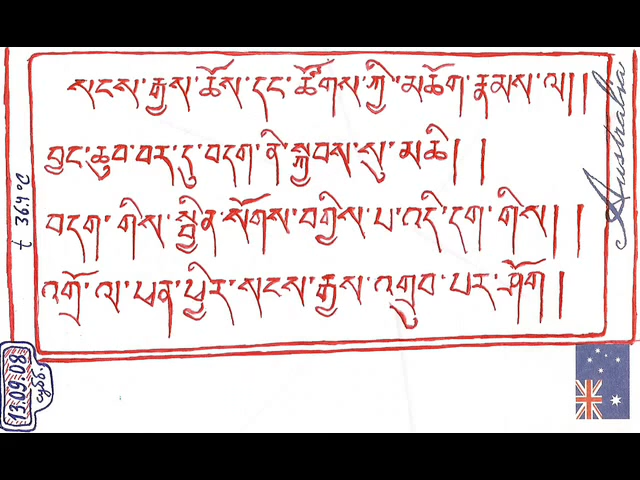 སངས་རྒྱས་ཆོས་དང་ཚོགས་ཀྱི་མཆོག་རྣམས་ལ།།
བྱང་ཆུབ་བར་དུ་བདག་ནི་སྐྱབས་སུ་མཆི།།
བདག་གིས་སྦྱིན་སོགས་བགྱིས་པ་འདི་དག་གིས།།
འགྲོ་ལ་ཕན་ཕྱིར་སངས་རྒྱས་འགྲུབ་པར་ཤོག།
Australia
t 36,4°C
13.09.08
субб.